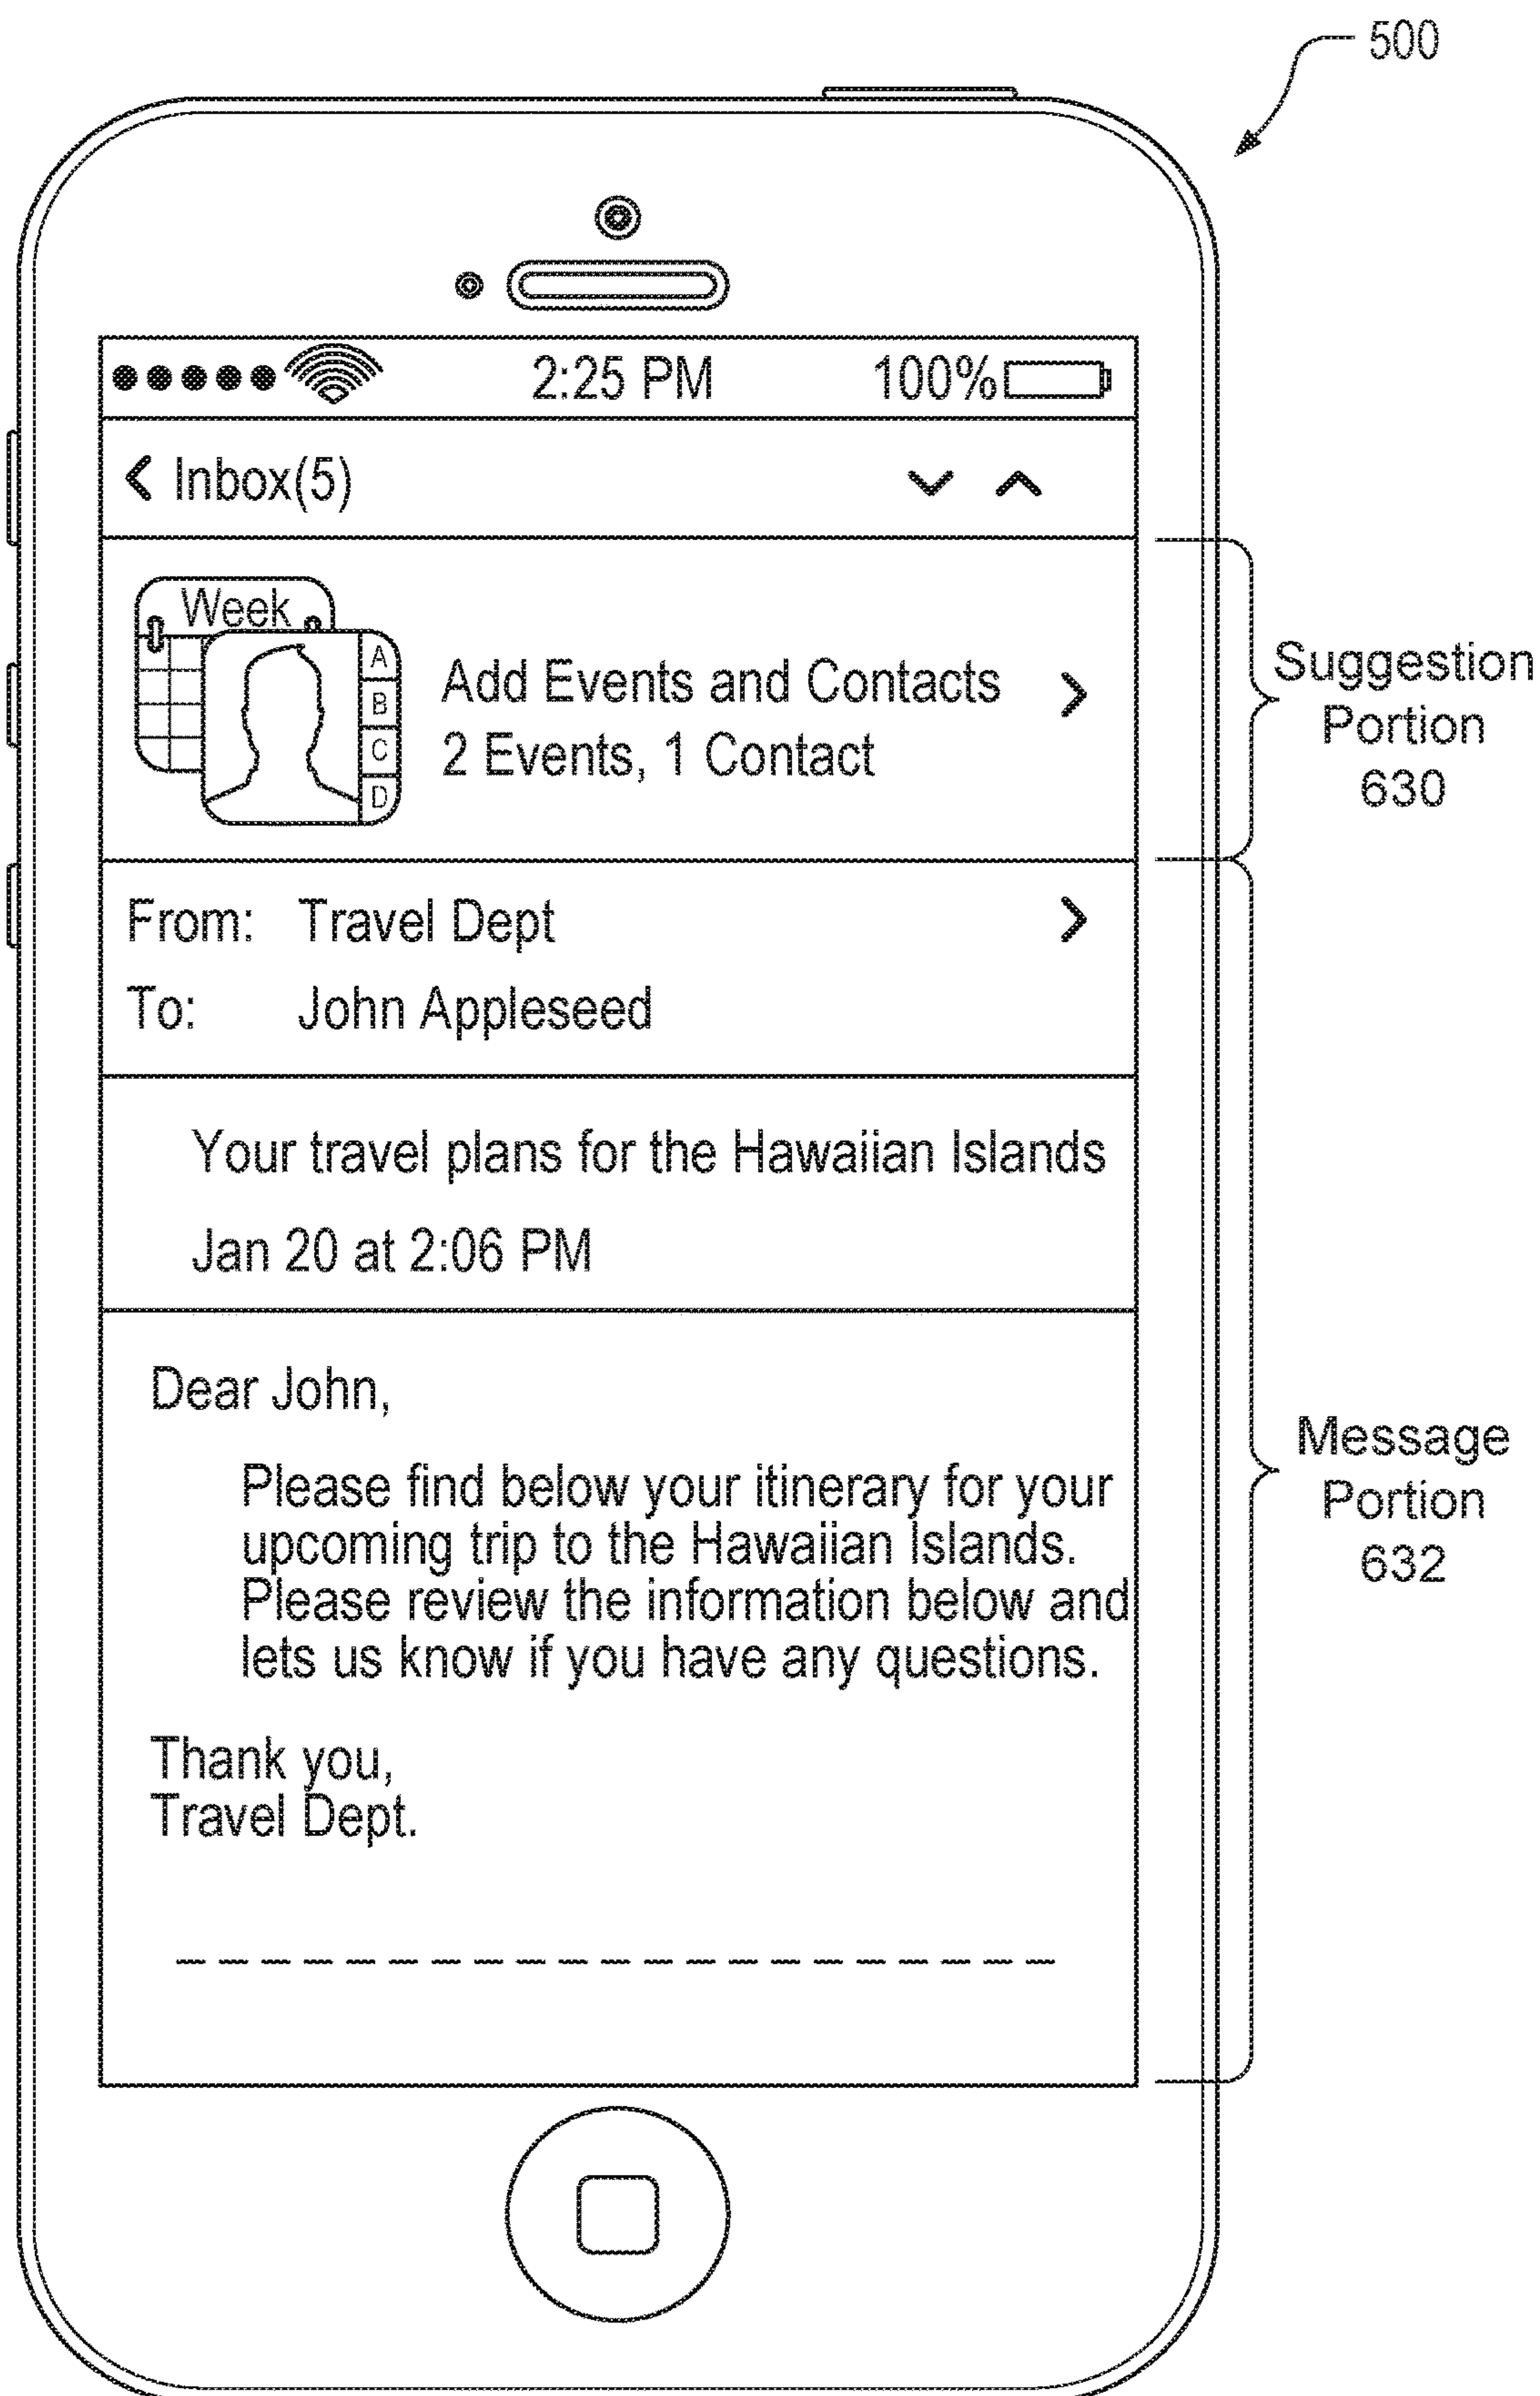 500
2:25 PM 100%
Inbox(5)
Week
A
B
C
D
Add Events and Contacts
2 Events, 1 Contact
Suggestion
Portion
630
From: Travel Dept
To: John Appleseed
Your travel plans for the Hawaiian Islands
Jan 20 at 2:06 PM
Dear John,
Please find below your itinerary for your
upcoming trip to the Hawaiian Islands.
Please review the information below and
lets us know if you have any questions.
Thank you,
Travel Dept.
Message
Portion
632